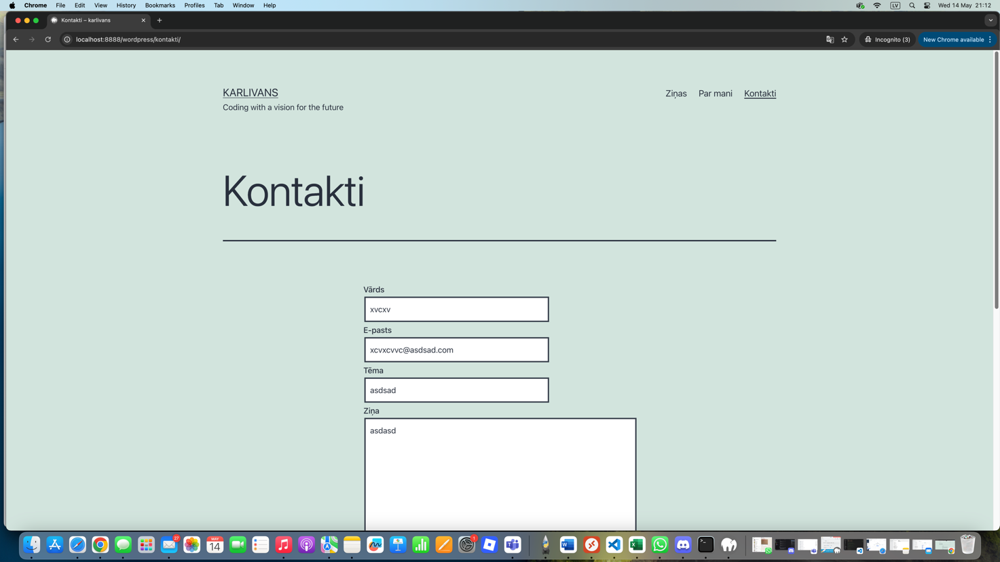 Chrome File Edit View History Bookmarks Profiles Tab Window Help LV Wed 14 May 21:12
Kontakti – karlivans
localhost:8888/wordpress/kontakti/ Incognito (3) New Chrome available
KARLIVANS Ziņas Par mani Kontakti
Coding with a vision for the future
Kontakti
Vārds
xvcxv
E-pasts
xcvxcvvc@asdsad.com
Tēma
asdsad
Ziņa
asdasd
27 MAY 14 1